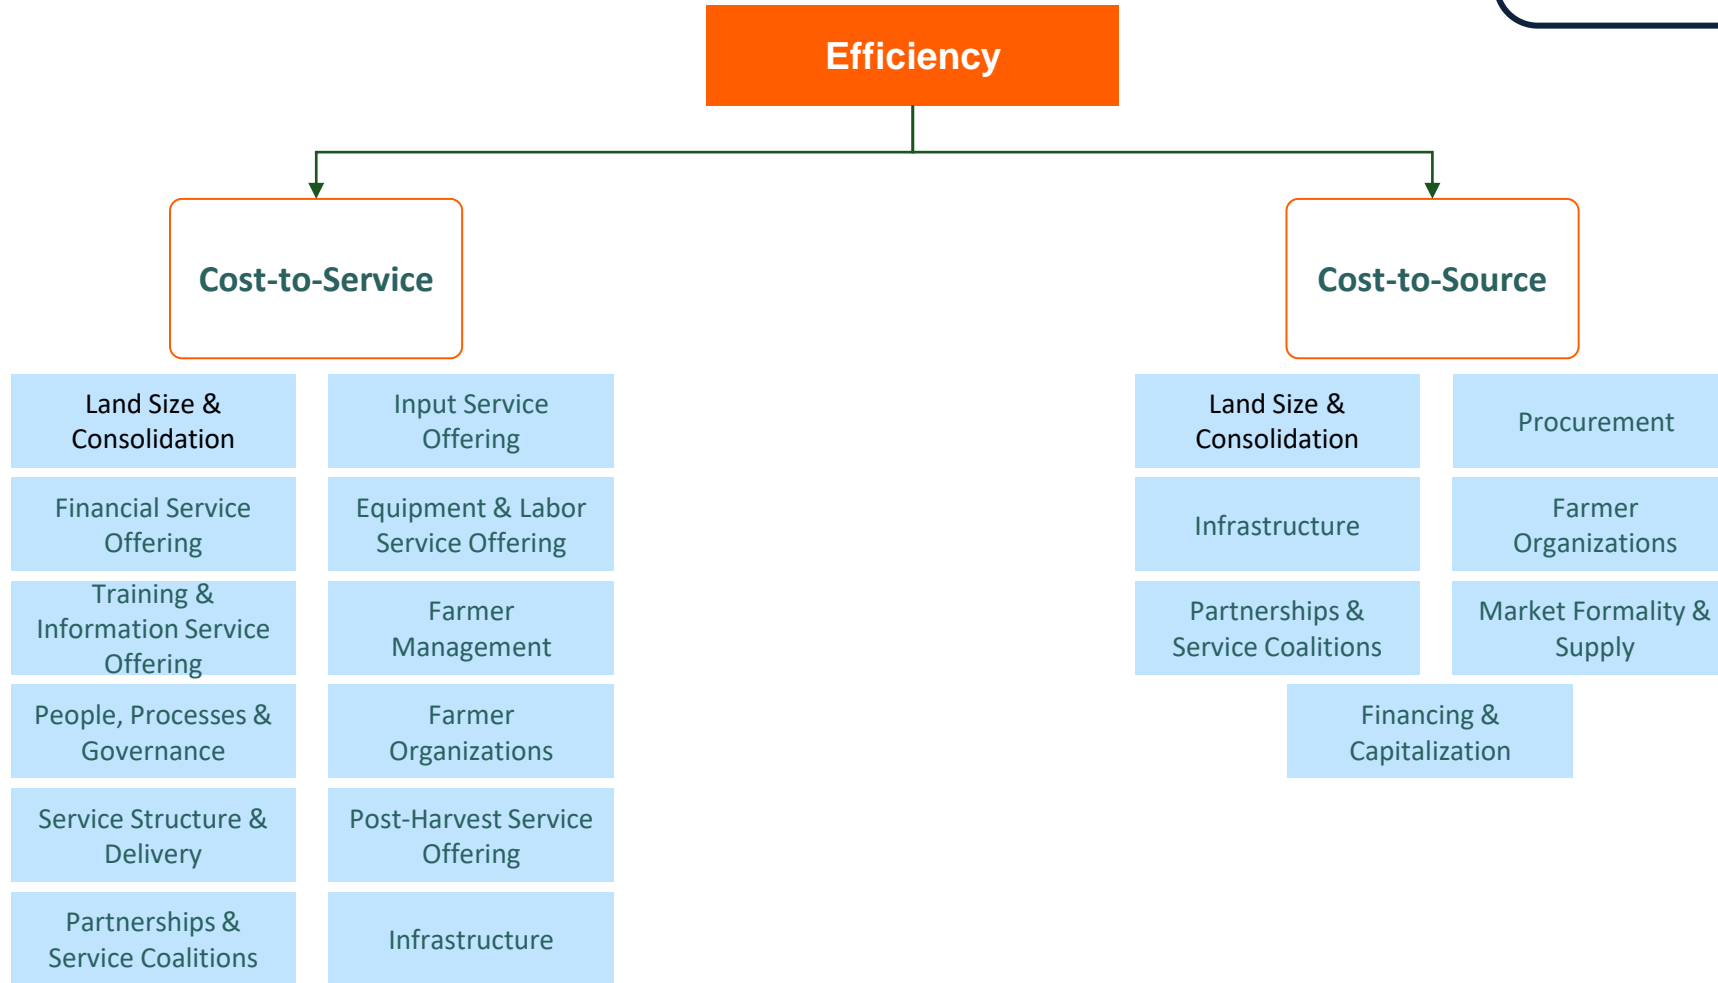 Efficiency
Cost-to-Service
Cost-to-Source
Land Size &
Consolidation
Input Service
Offering
Financial Service
Offering
Equipment & Labor
Service Offering
Training &
Information Service
Offering
Farmer
Management
People, Processes &
Governance
Farmer
Organizations
Service Structure &
Delivery
Post-Harvest Service
Offering
Partnerships &
Service Coalitions
Infrastructure
Land Size &
Consolidation
Procurement
Infrastructure
Farmer
Organizations
Partnerships &
Service Coalitions
Market Formality &
Supply
Financing &
Capitalization